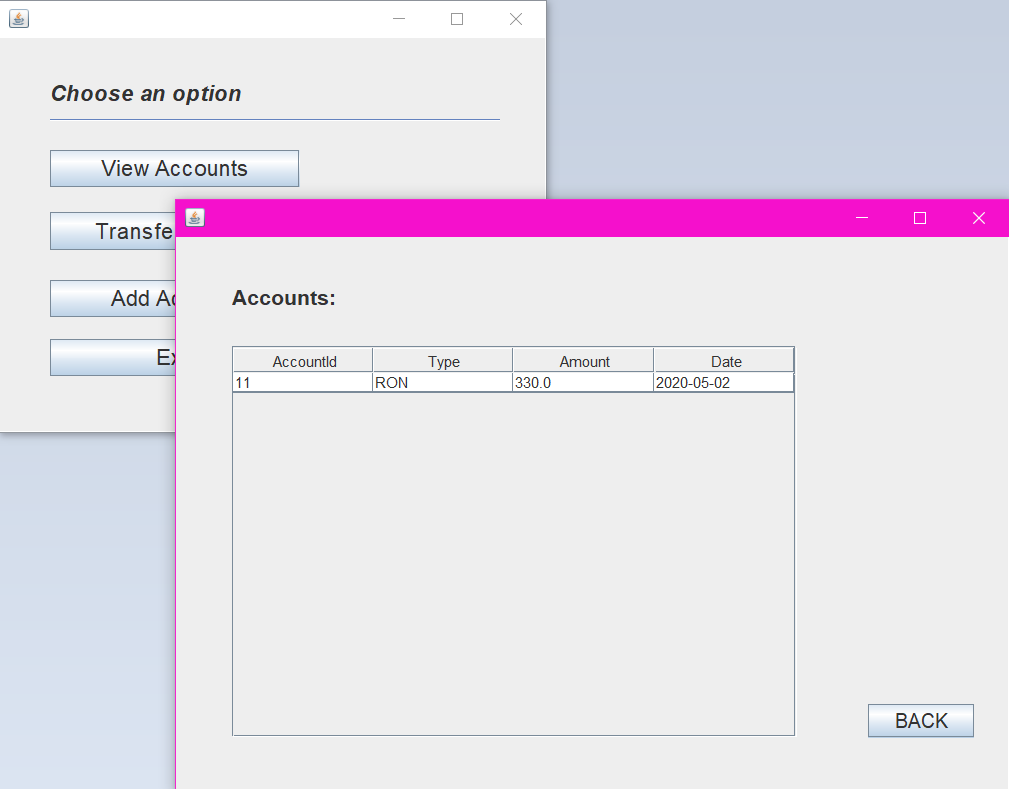 Choose an option
View Accounts
Transfe
Add Ac
Ex
Accounts:
AccountId Type Amount Date
11 RON 330.0 2020-05-02
BACK